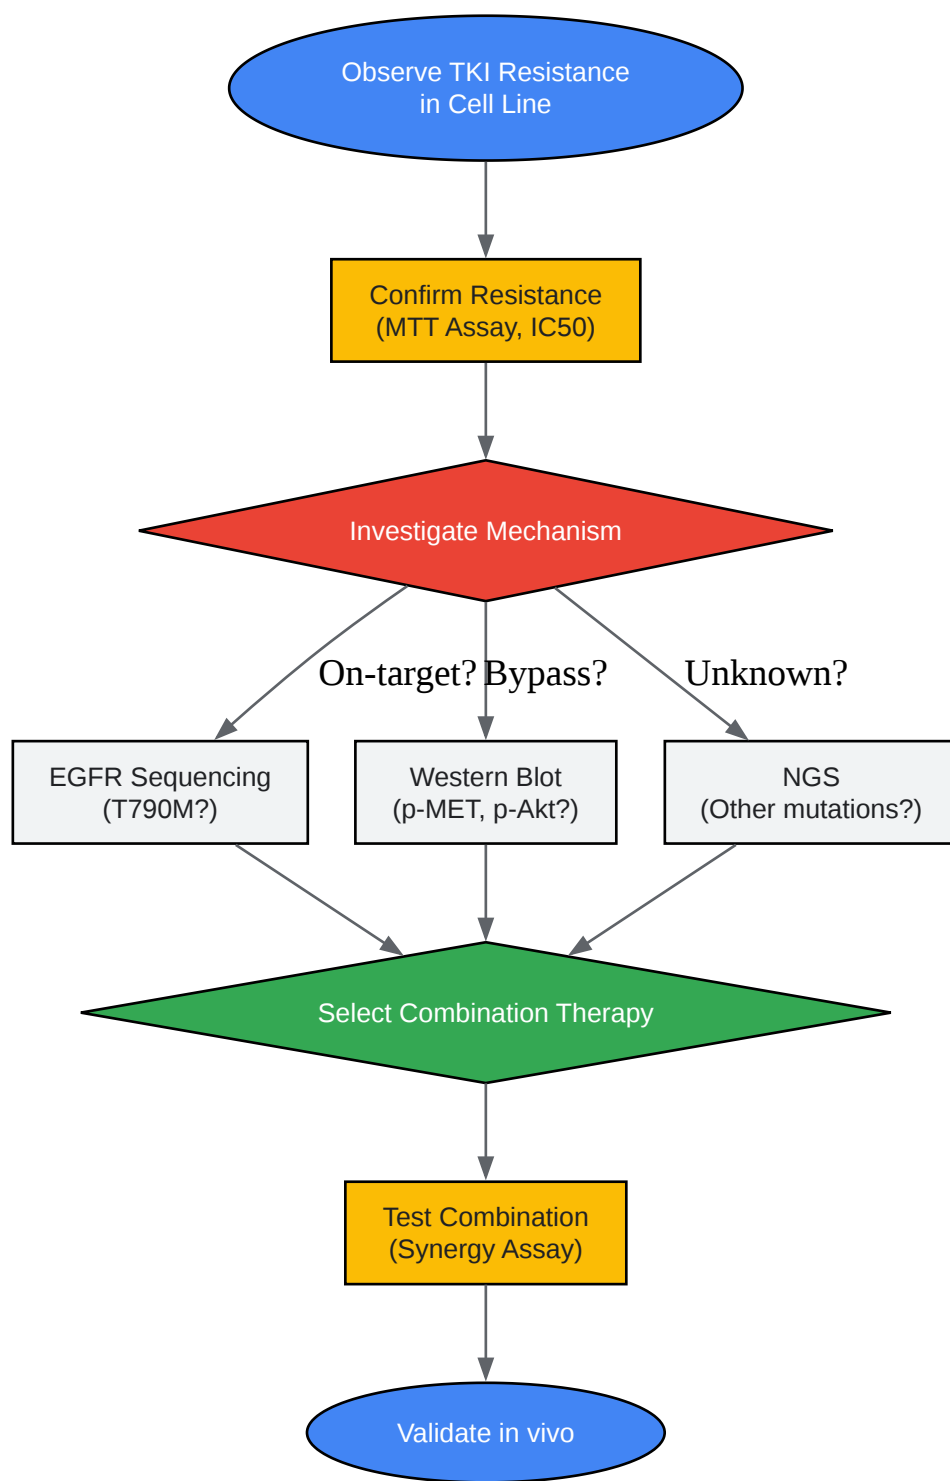 Observe TKI Resistance
in Cell Line
Confirm Resistance
(MTT Assay, IC50)
Investigate Mechanism
On-target?
Bypass?
Unknown?
EGFR Sequencing
(T790M?)
Western Blot
(p-MET, p-Akt?)
NGS
(Other mutations?)
Select Combination Therapy
Test Combination
(Synergy Assay)
Validate in vivo